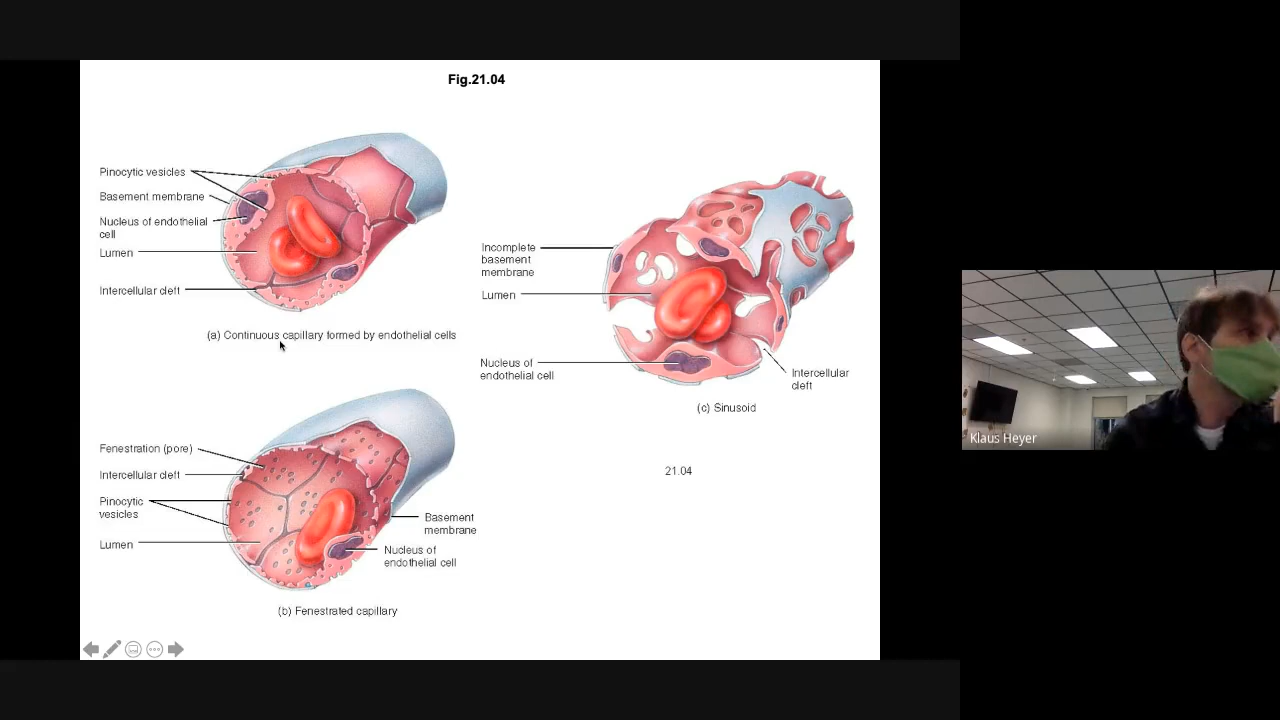 Fig.21.04
Pinocytic vesicles
Basement membrane
Nucleus of endothelial
cell
Lumen
Intercellular cleft
(a) Continuous capillary formed by endothelial cells
Fenestration (pore)
Intercellular cleft
Pinocytic
vesicles
Lumen
Basement
membrane
Nucleus of
endothelial cell
(b) Fenestrated capillary
Incomplete
basement
membrane
Lumen
Nucleus of
endothelial cell
Intercellular
cleft
(c) Sinusoid
21.04
Klaus Heyer